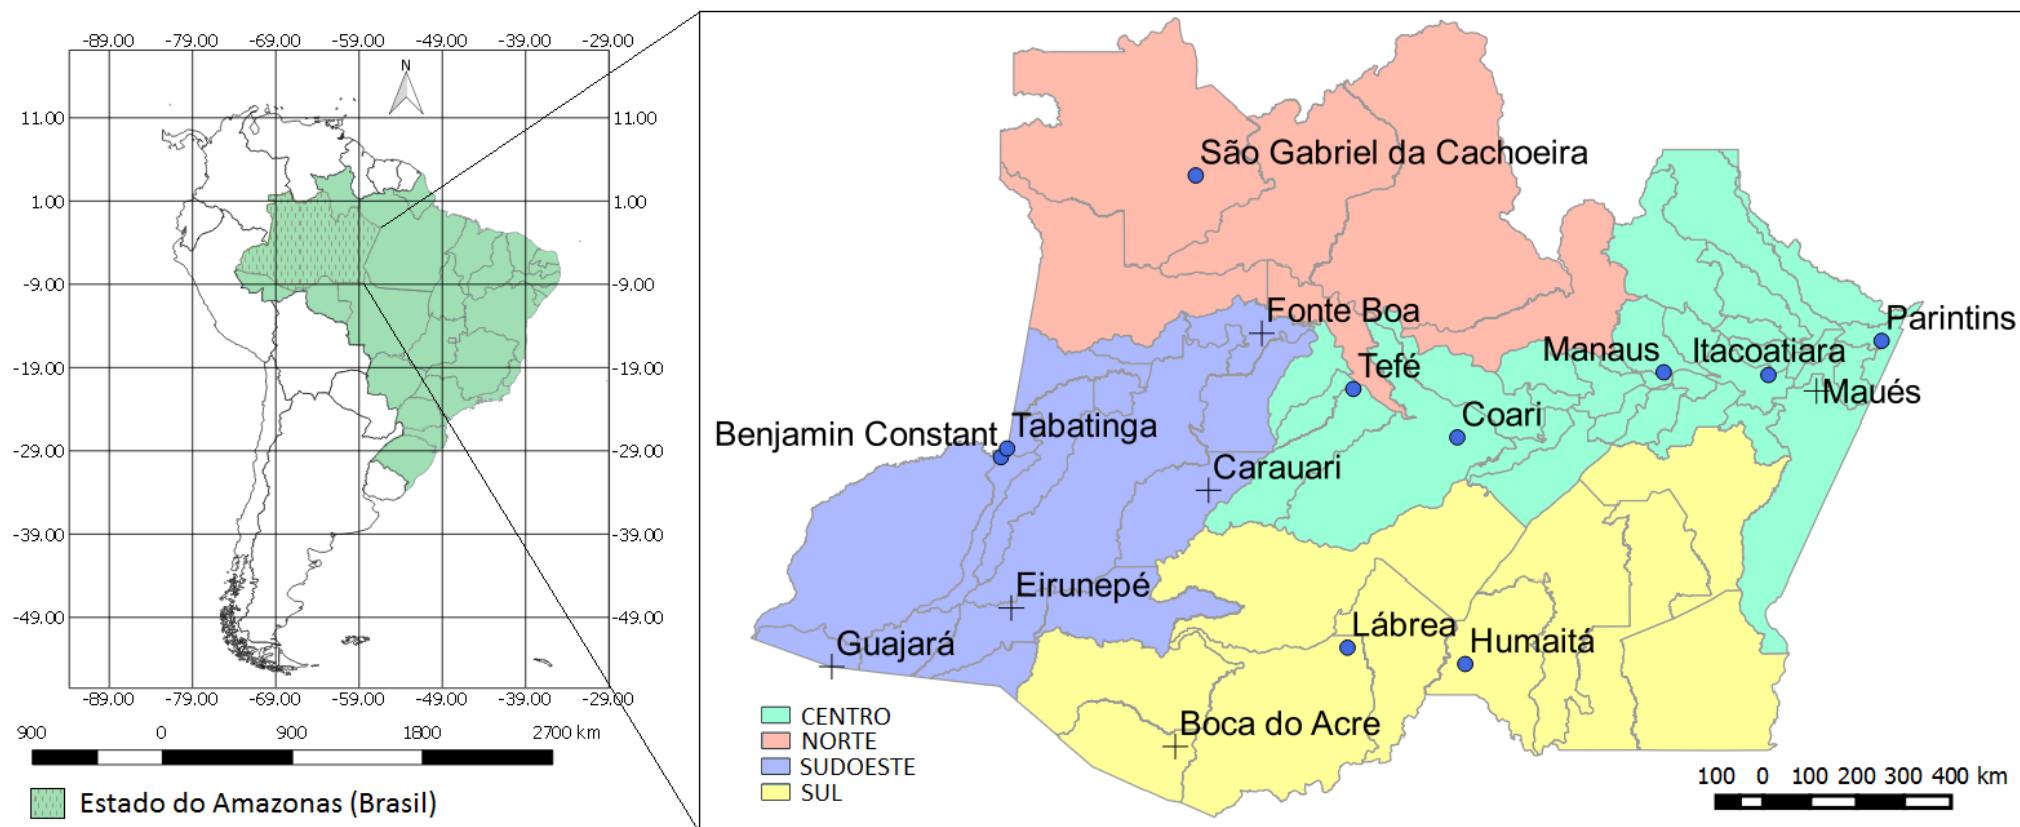 -89.00 -79.00 -69.00 -59.00 -49.00 -39.00 -29.00
N
11.00 11.00
1.00 1.00
-9.00 -9.00
-19.00 -19.00
-29.00 -29.00
-39.00 -39.00
-49.00 -49.00
-89.00 -79.00 -69.00 -59.00 -49.00 -39.00 -29.00
900 0 900 1800 2700 km
Estado do Amazonas (Brasil)
São Gabriel da Cachoeira
Fonte Boa
Parintins
Manaus
Itacoatiara
Tefé
Maués
Coari
Tabatinga
Benjamin Constant
Carauari
Eirunepé
Guajará
Lábrea
Humaitá
Boca do Acre
CENTRO
NORTE
SUDOESTE
SUL
100 0 100 200 300 400 km